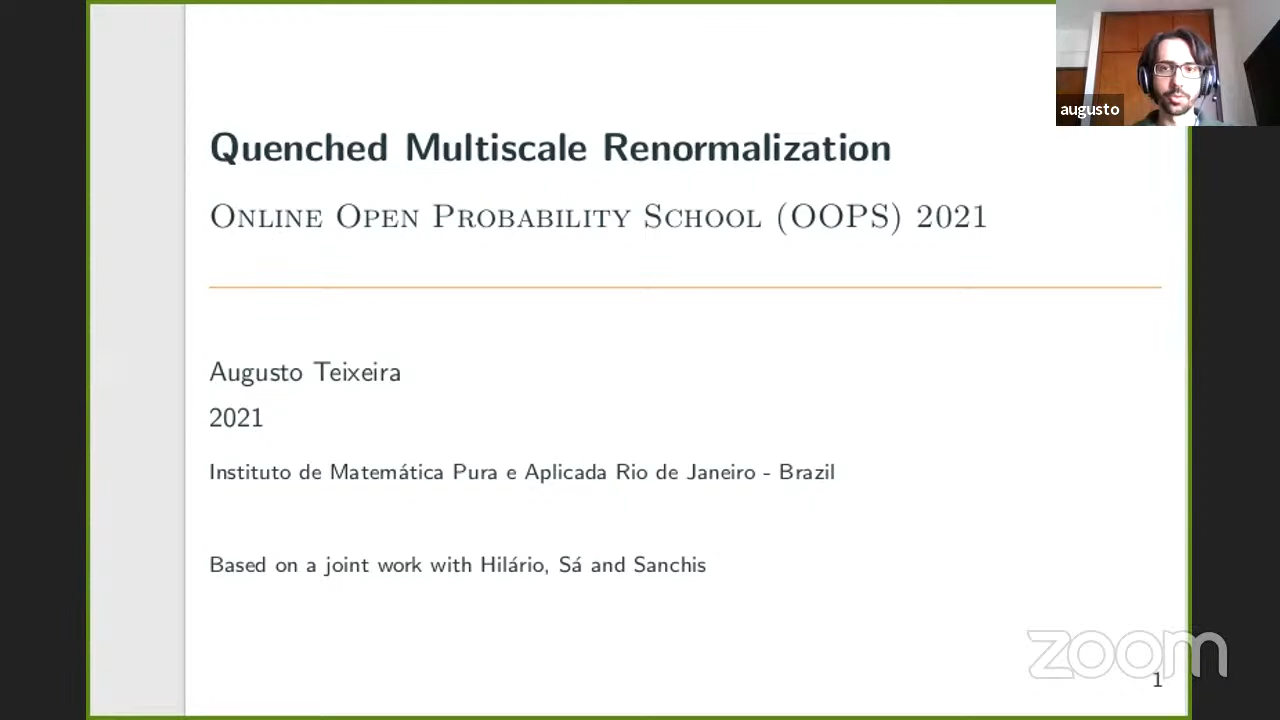 augusto
Quenched Multiscale Renormalization
Online Open Probability School (OOPS) 2021
Augusto Teixeira
2021
Instituto de Matemática Pura e Aplicada Rio de Janeiro - Brazil
Based on a joint work with Hilário, Sá and Sanchis
zoom
1